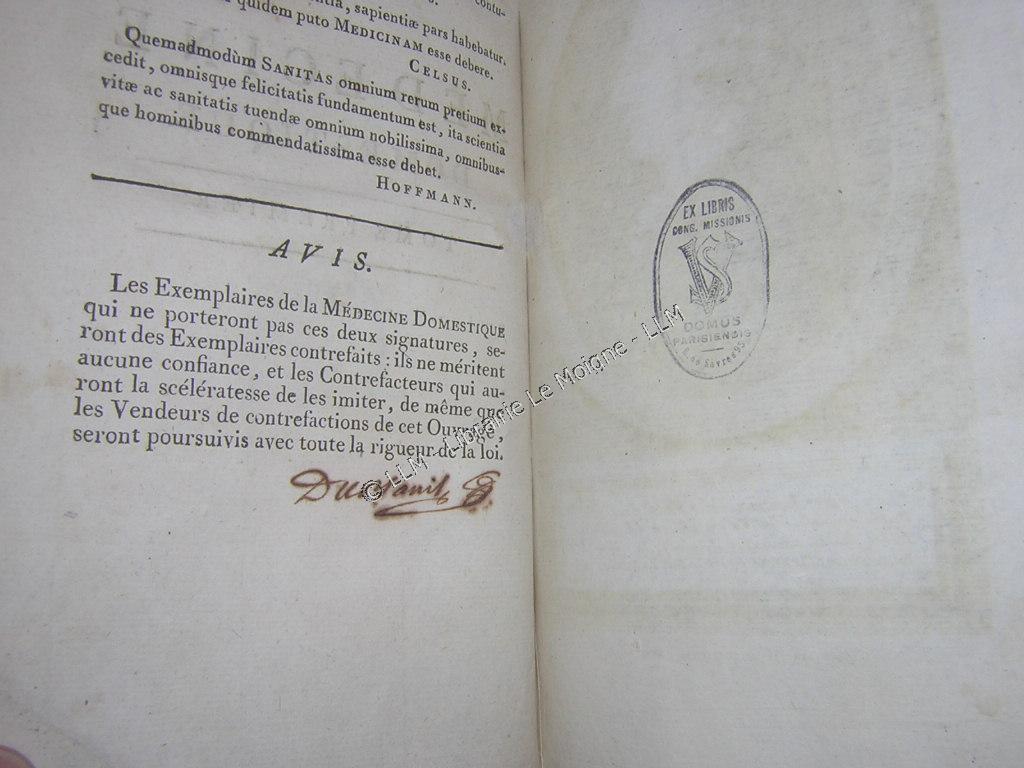 sapientiæ pars habebatur.
quidem puto MEDICINAM esse debere.
CELSUS.
Quemadmodùm SANITAS omnium rerum pretium ex-
cedit, omnisque felicitatis fundamentum est, ita scientia
vitæ ac sanitatis tuendæ omnium nobilissima, omnibus-
que hominibus commendatissima esse debet.
HOFFMANN.
AVIS.
Les Exemplaires de la MÉDECINE DOMESTIQUE
qui ne porteront pas ces deux signatures, se-
ront des Exemplaires contrefaits : ils ne méritent
aucune confiance, et les Contrefacteurs qui au-
ront la scélératesse de les imiter, de même que
les Vendeurs de contrefactions de cet Ouvrage,
seront poursuivis avec toute la rigueur de la loi.
© LLM - Librairie Le Moigne - LLM
EX LIBRIS
CONG. MISSIONIS
DOMUS
PARISIENSIS
de Sèvres 95